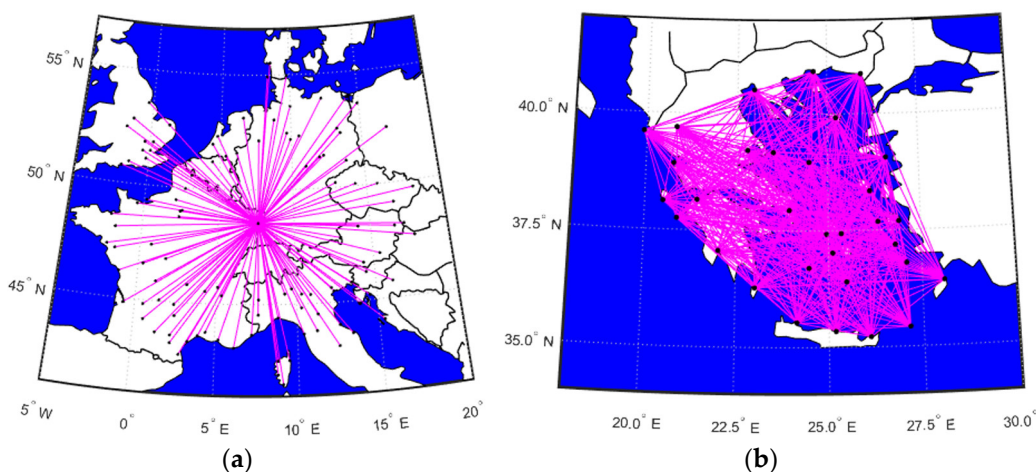 55° N
50° N
45° N
5° W
0°
5° E
10° E
15° E
20°
(a)
40.0° N
37.5° N
35.0° N
20.0° E
22.5° E
25.0° E
27.5° E
30.0°
(b)